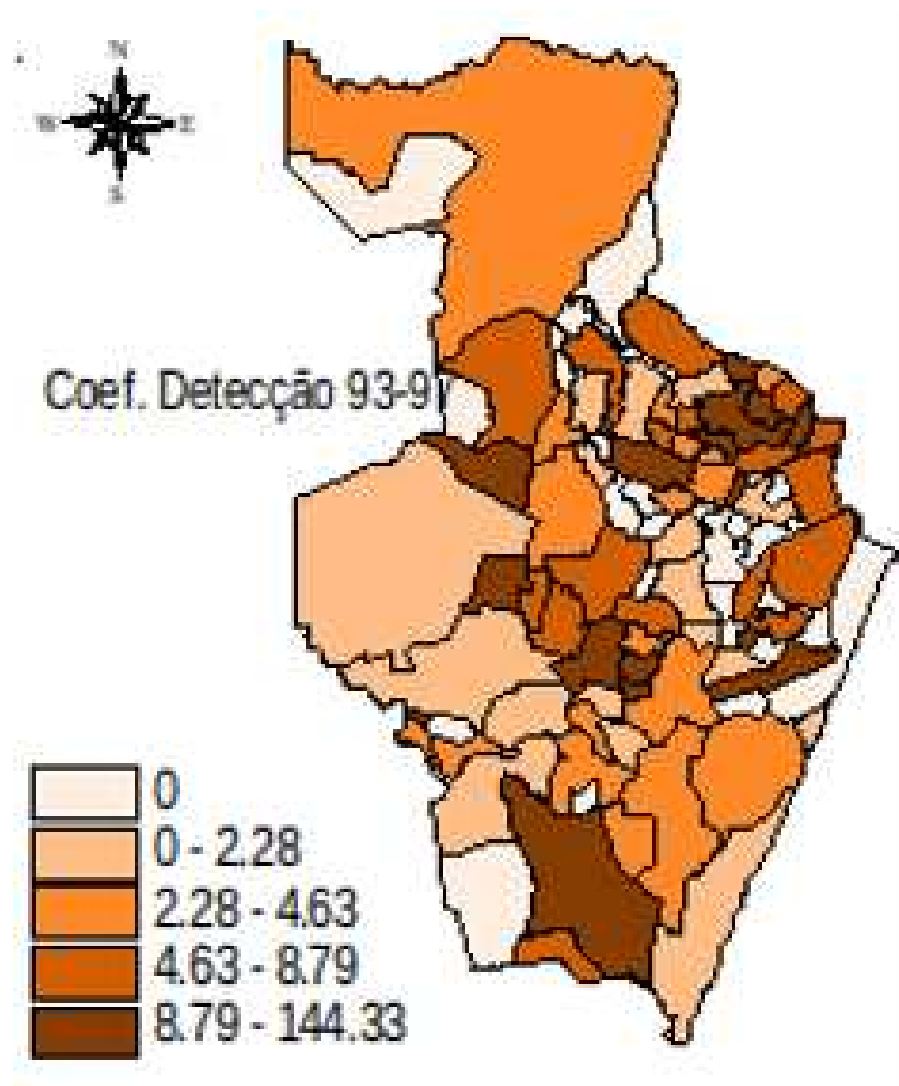 N
W E
S
Coef. Detecção 93-9
0
0 - 2.28
2.28 - 4.63
4.63 - 8.79
8.79 - 144.33